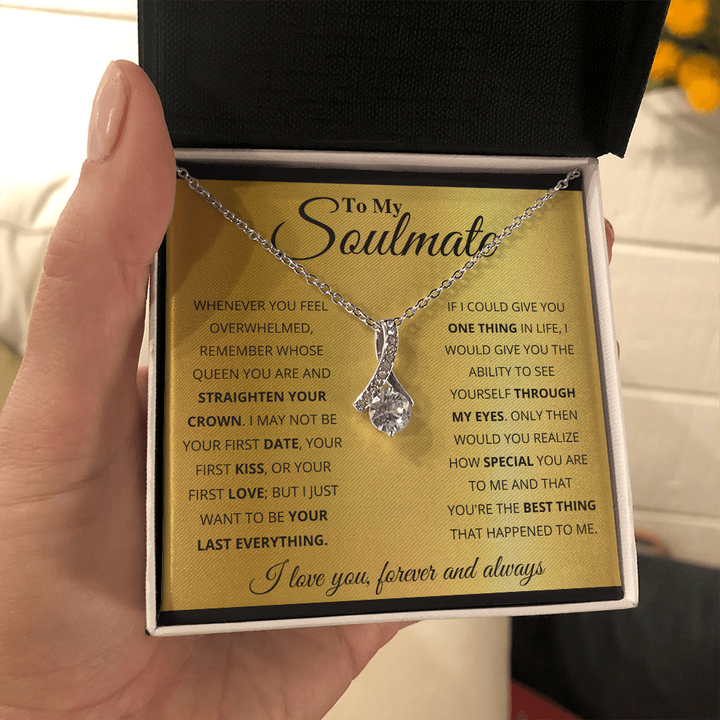 To My
Soulmate
WHENEVER YOU FEEL
OVERWHELMED,
REMEMBER WHOSE
QUEEN YOU ARE AND
STRAIGHTEN YOUR
CROWN. I MAY NOT BE
YOUR FIRST DATE, YOUR
FIRST KISS, OR YOUR
FIRST LOVE; BUT I JUST
WANT TO BE YOUR
LAST EVERYTHING.
IF I COULD GIVE YOU
ONE THING IN LIFE, I
WOULD GIVE YOU THE
ABILITY TO SEE
YOURSELF THROUGH
MY EYES. ONLY THEN
WOULD YOU REALIZE
HOW SPECIAL YOU ARE
TO ME AND THAT
YOU'RE THE BEST THING
THAT HAPPENED TO ME.
I love you, forever and always